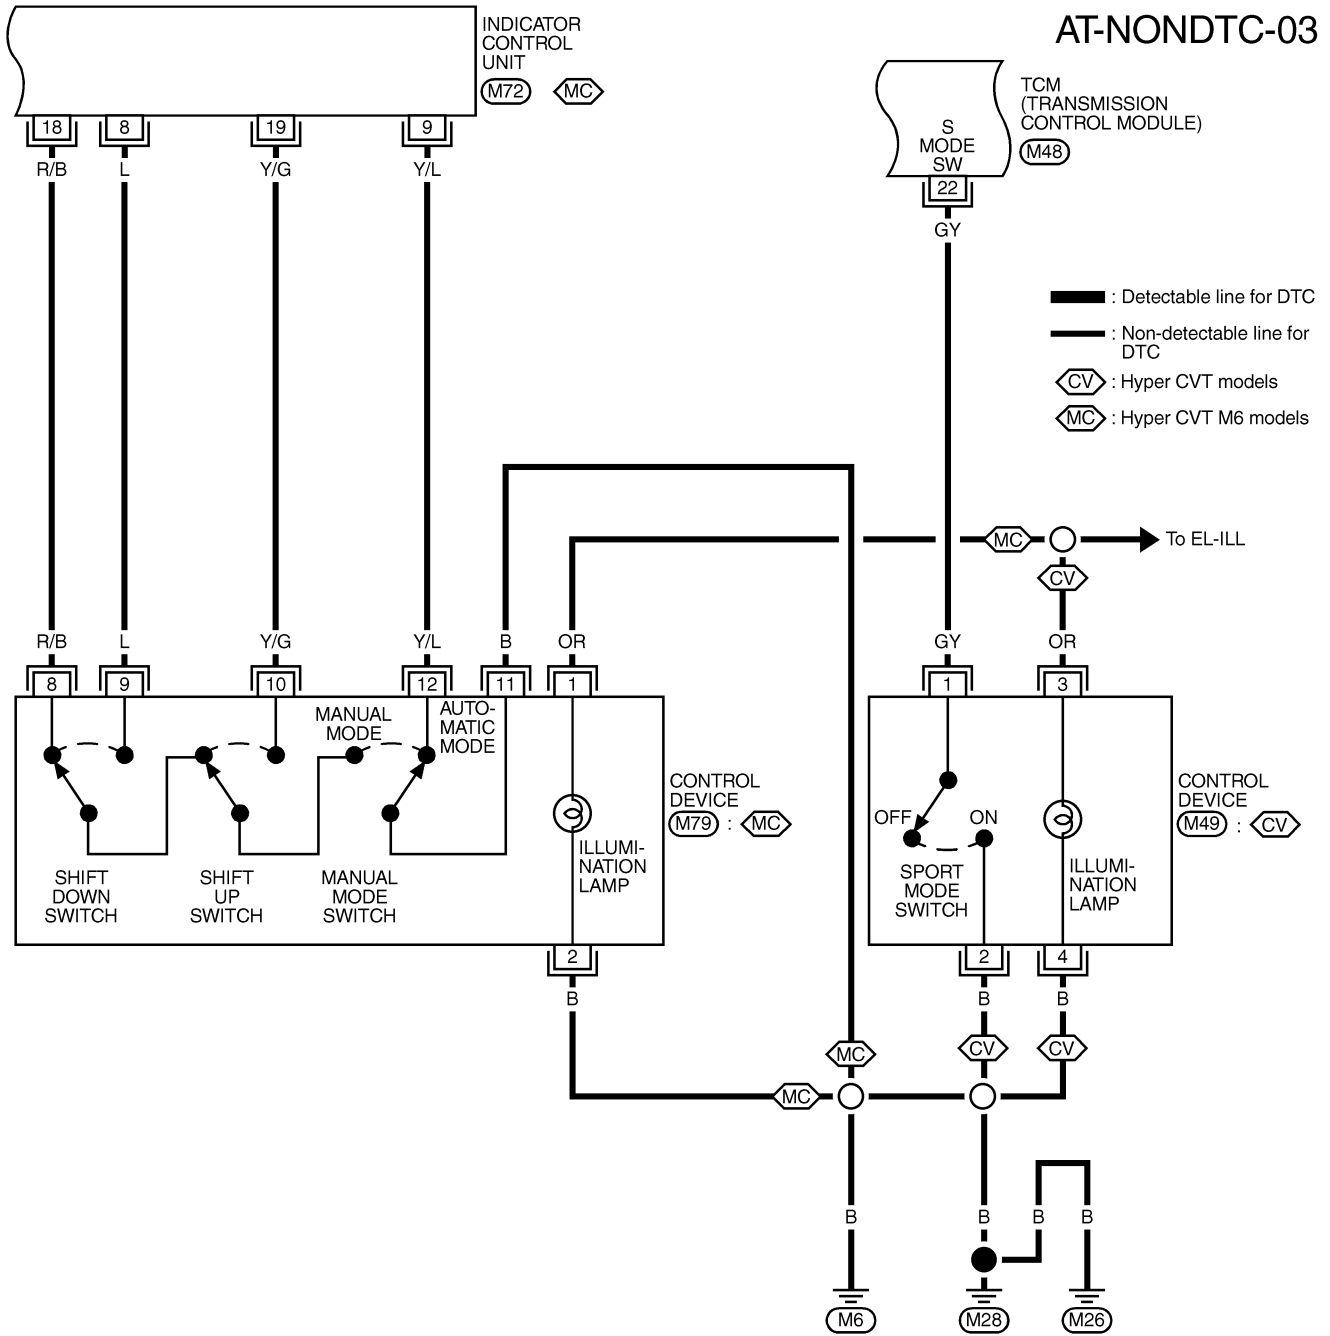 AT-NONDTC-03
INDICATOR
CONTROL
UNIT
M72 MC
18 8 19 9
R/B L Y/G Y/L
TCM
(TRANSMISSION
CONTROL MODULE)
M48
S
MODE
SW
22
GY
: Detectable line for DTC
: Non-detectable line for
DTC
CV : Hyper CVT models
MC : Hyper CVT M6 models
MC
To EL-ILL
CV
R/B L Y/G Y/L B OR GY OR
8 9 10 12 11 1 1 3
MANUAL
MODE
AUTO-
MATIC
MODE
CONTROL
DEVICE
M79 : MC
CONTROL
DEVICE
M49 : CV
OFF ON
ILLUMI-
NATION
LAMP
SHIFT
DOWN
SWITCH
SHIFT
UP
SWITCH
MANUAL
MODE
SWITCH
SPORT
MODE
SWITCH
ILLUMI-
NATION
LAMP
2 2 4
B B B
MC CV CV
MC
B B B B
M6 M28 M26